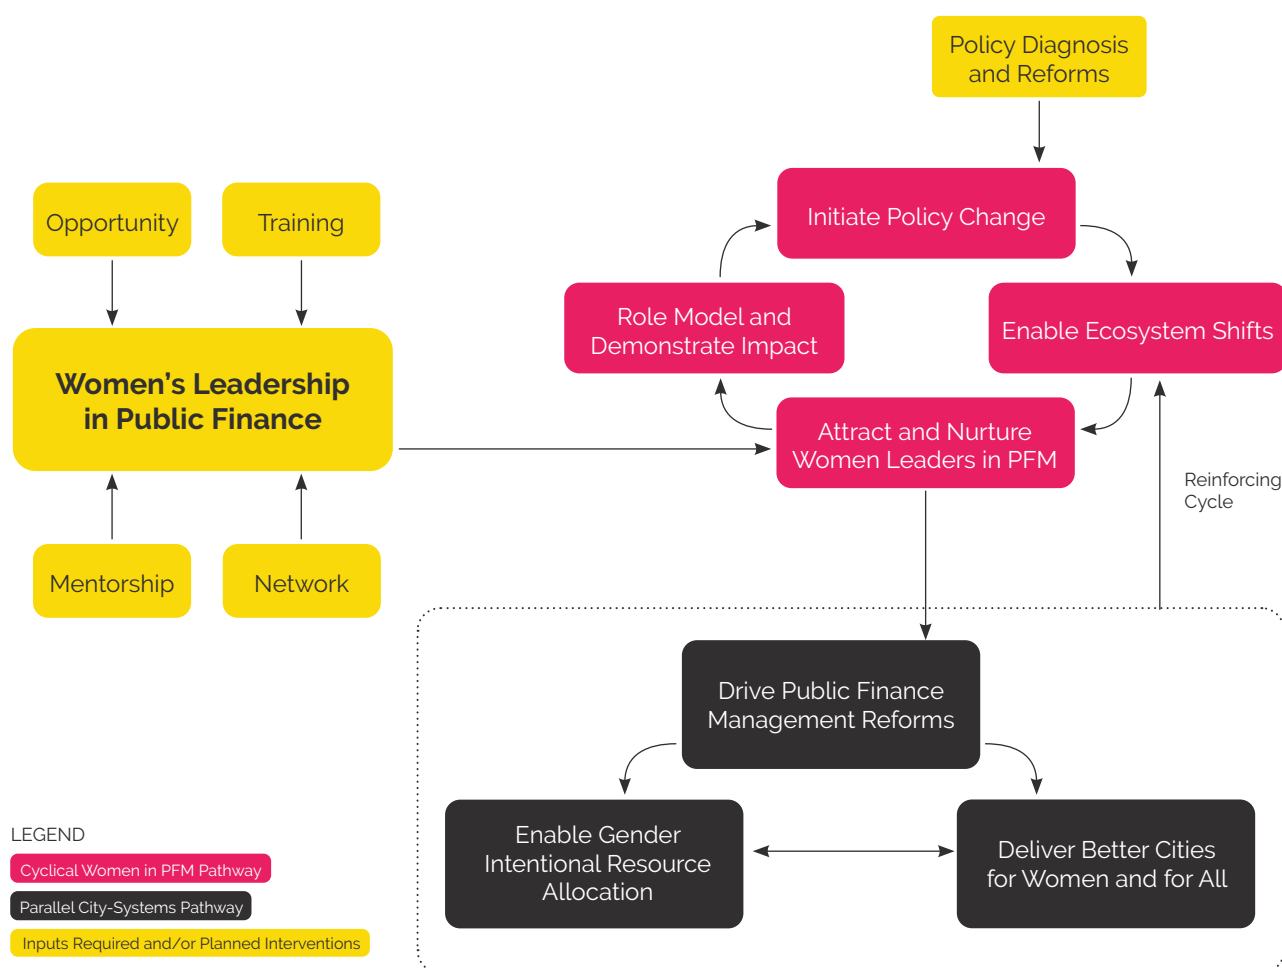 Policy Diagnosis
and Reforms
Opportunity
Training
Initiate Policy Change
Role Model and
Demonstrate Impact
Enable Ecosystem Shifts
Women’s Leadership
in Public Finance
Attract and Nurture
Women Leaders in PFM
Reinforcing
Cycle
Mentorship
Network
Drive Public Finance
Management Reforms
Enable Gender
Intentional Resource
Allocation
Deliver Better Cities
for Women and for All
LEGEND
Cyclical Women in PFM Pathway
Parallel City-Systems Pathway
Inputs Required and/or Planned Interventions